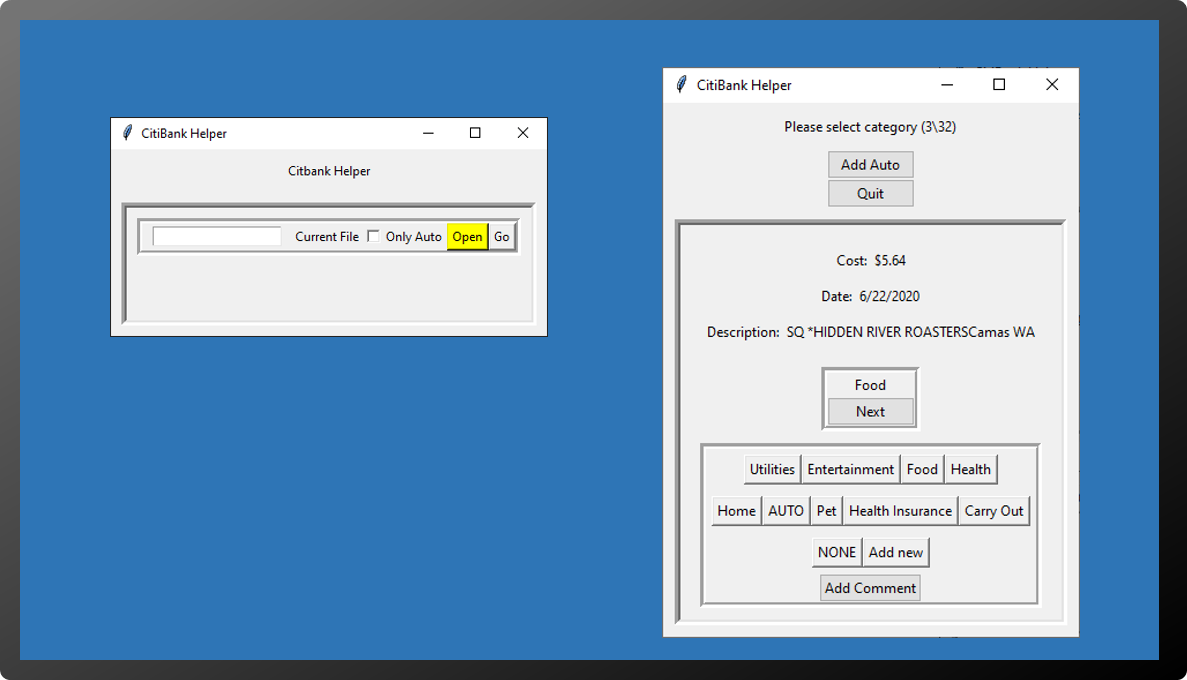 CitiBank Helper
Citbank Helper
Current File Only Auto Open Go
CitiBank Helper
Please select category (3\32)
Add Auto
Quit
Cost: $5.64
Date: 6/22/2020
Description: SQ *HIDDEN RIVER ROASTERSCamas WA
Food
Next
Utilities Entertainment Food Health
Home AUTO Pet Health Insurance Carry Out
NONE Add new
Add Comment